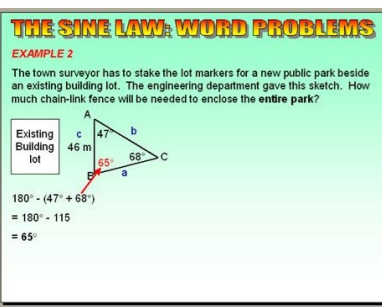 THE SINE LAW: WORD PROBLEMS
EXAMPLE 2
The town surveyor has to stake the lot markers for a new public park beside
an existing building lot. The engineering department gave this sketch. How
much chain-link fence will be needed to enclose the entire park?
A
Existing
Building
lot
c
46 m
47°
b
65°
68°
C
B
a
180° - (47° + 68°)
= 180° - 115
= 65°